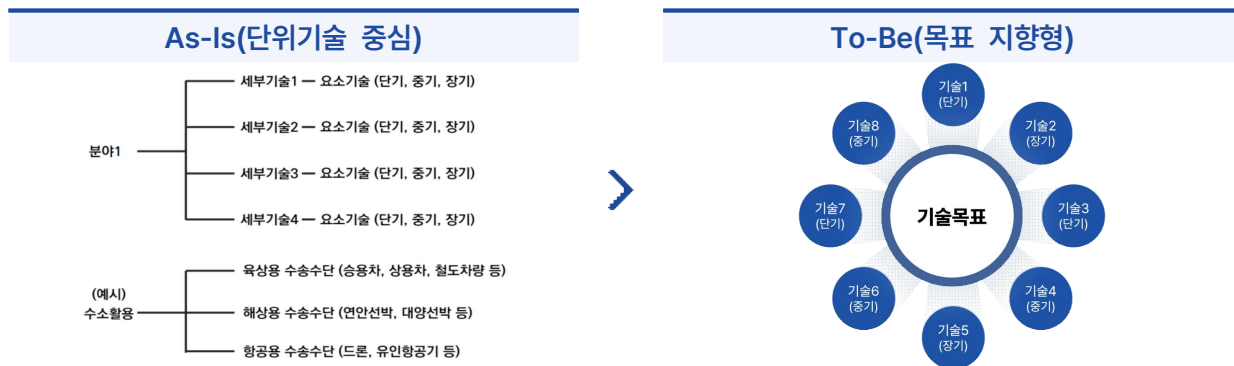 As-Is(단위기술 중심)
세부기술1 ― 요소기술 (단기, 중기, 장기)
세부기술2 ― 요소기술 (단기, 중기, 장기)
분야1
세부기술3 ― 요소기술 (단기, 중기, 장기)
세부기술4 ― 요소기술 (단기, 중기, 장기)
육상용 수송수단 (승용차, 상용차, 철도차량 등)
(예시)
수소활용
해상용 수송수단 (연안선박, 대양선박 등)
항공용 수송수단 (드론, 유인항공기 등)
To-Be(목표 지향형)
기술1
(단기)
기술2
(장기)
기술3
(단기)
기술4
(중기)
기술5
(장기)
기술6
(중기)
기술7
(단기)
기술8
(중기)
기술목표